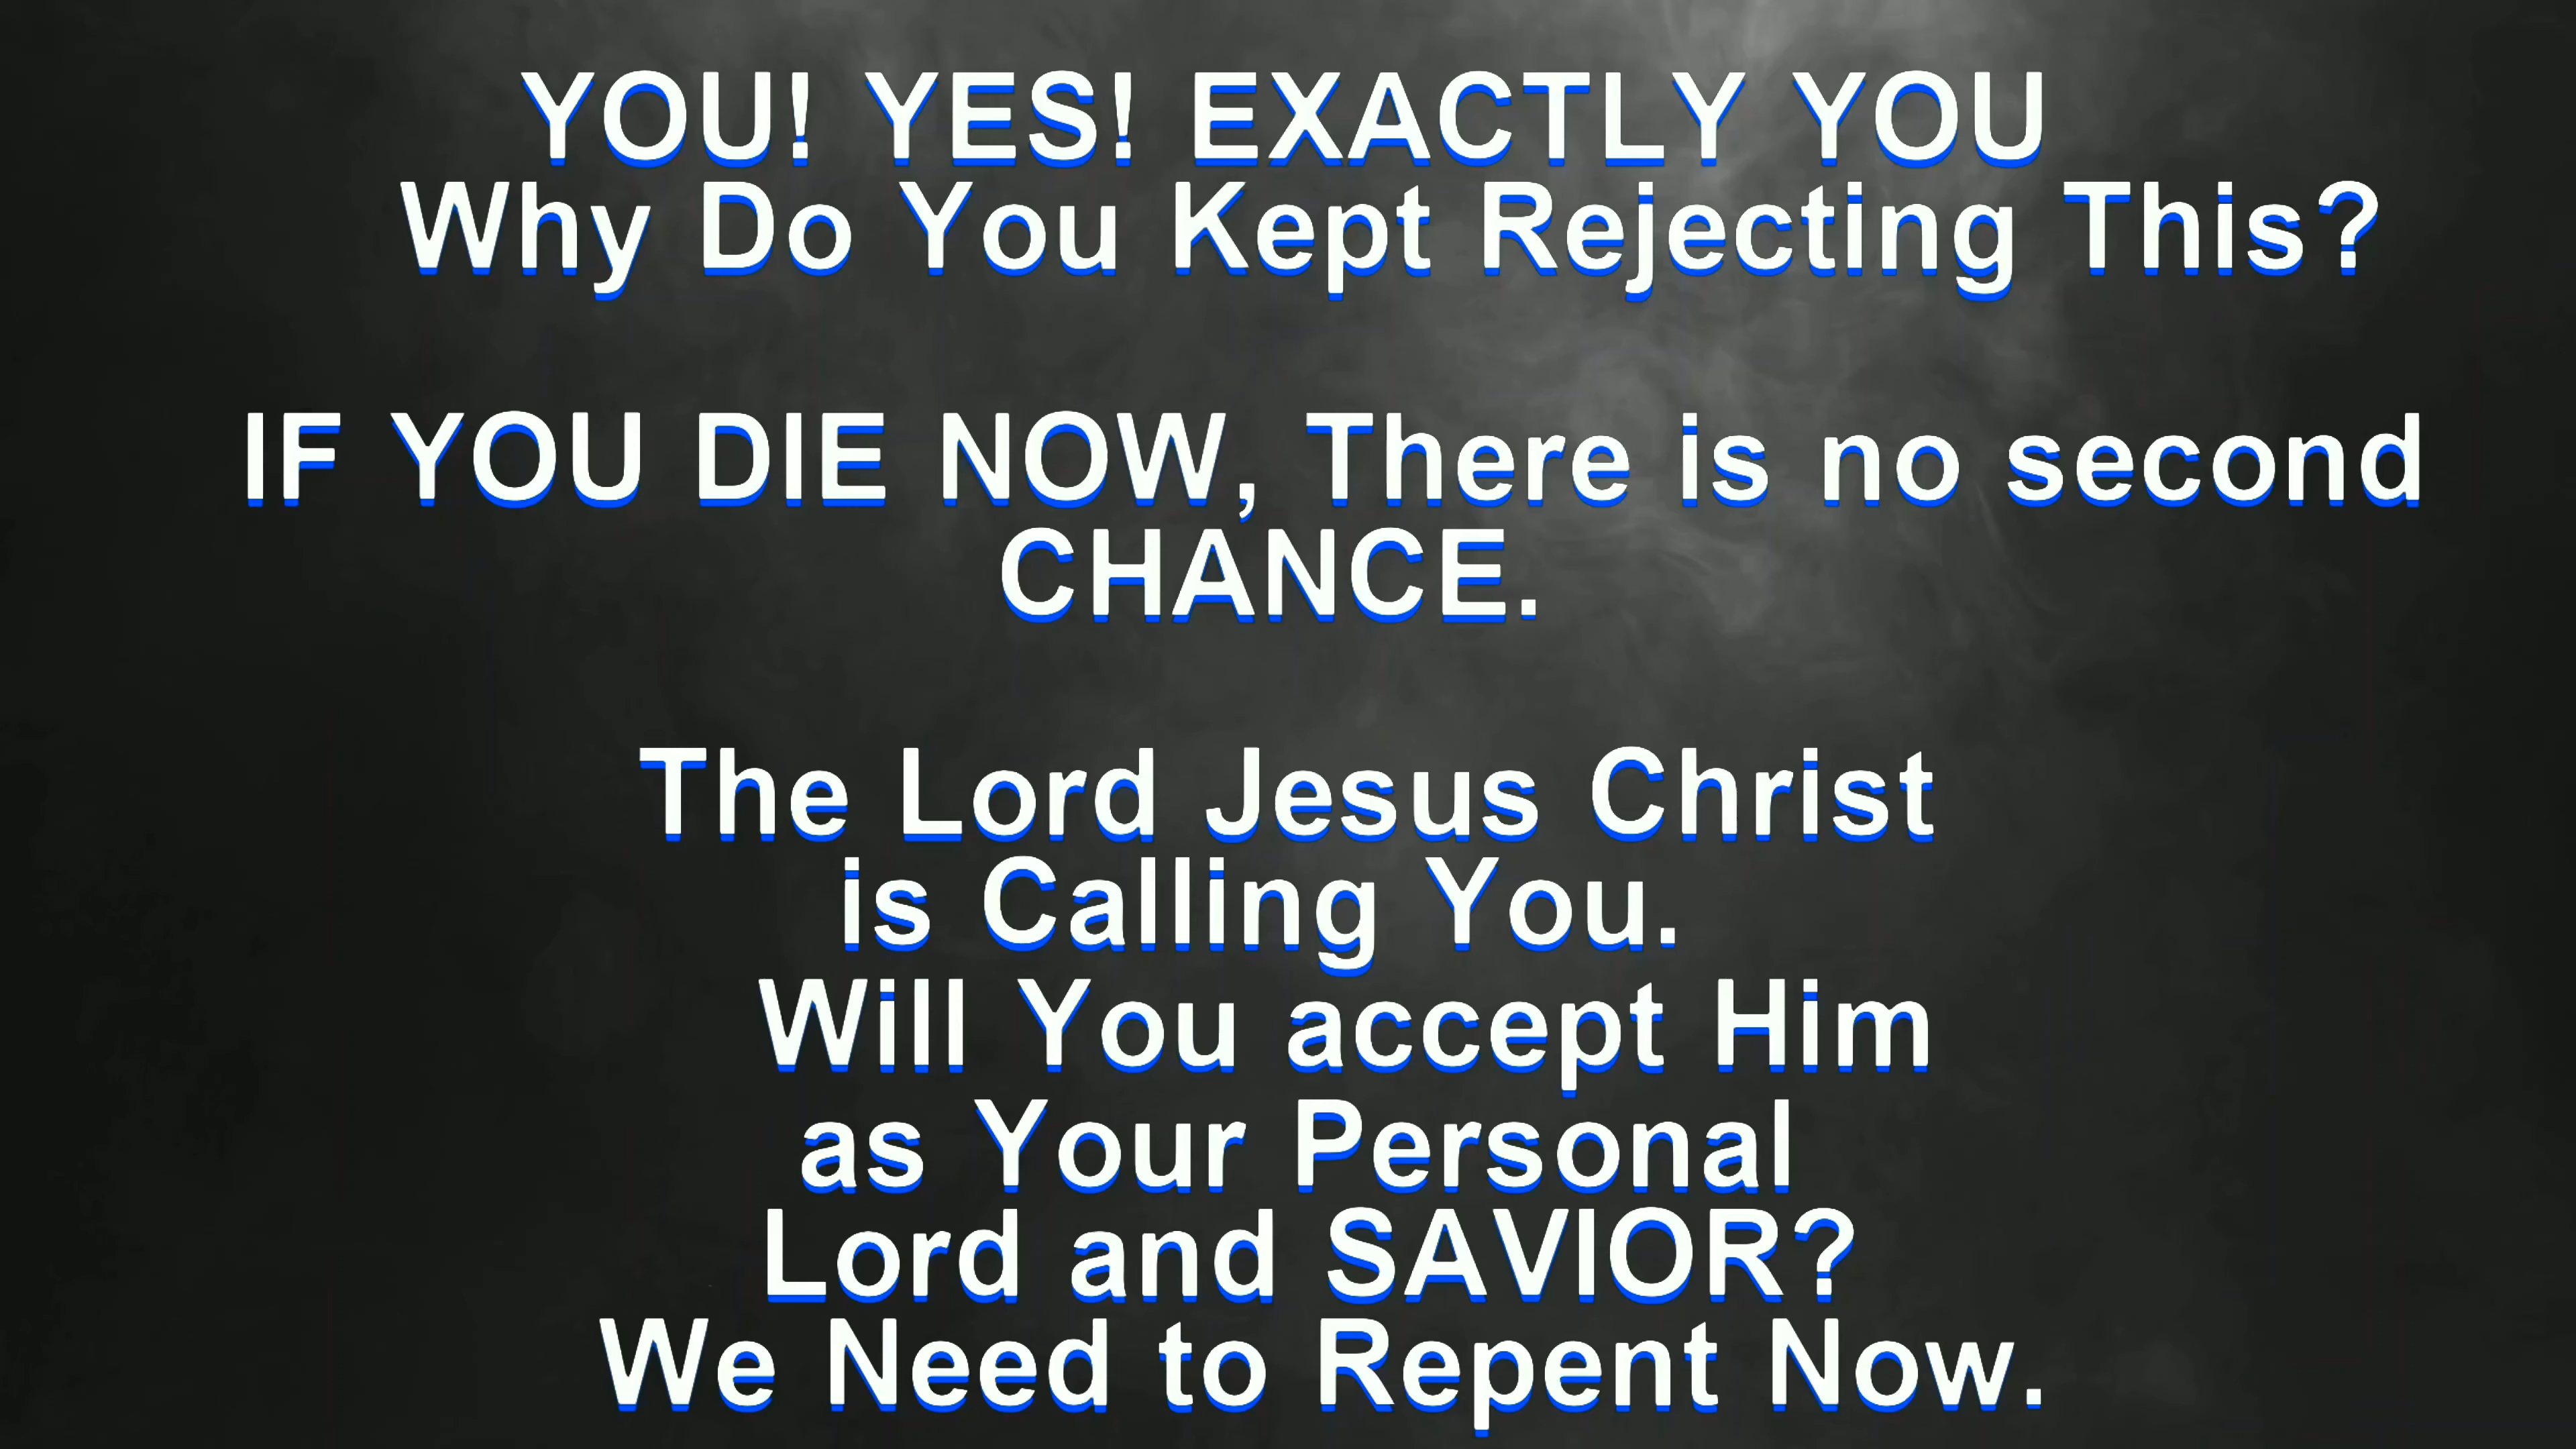 YOU! YES! EXACTLY YOU
Why Do You Kept Rejecting This?
IF YOU DIE NOW, There is no second
CHANCE.
The Lord Jesus Christ
is Calling You.
Will You accept Him
as Your Personal
Lord and SAVIOR?
We Need to Repent Now.